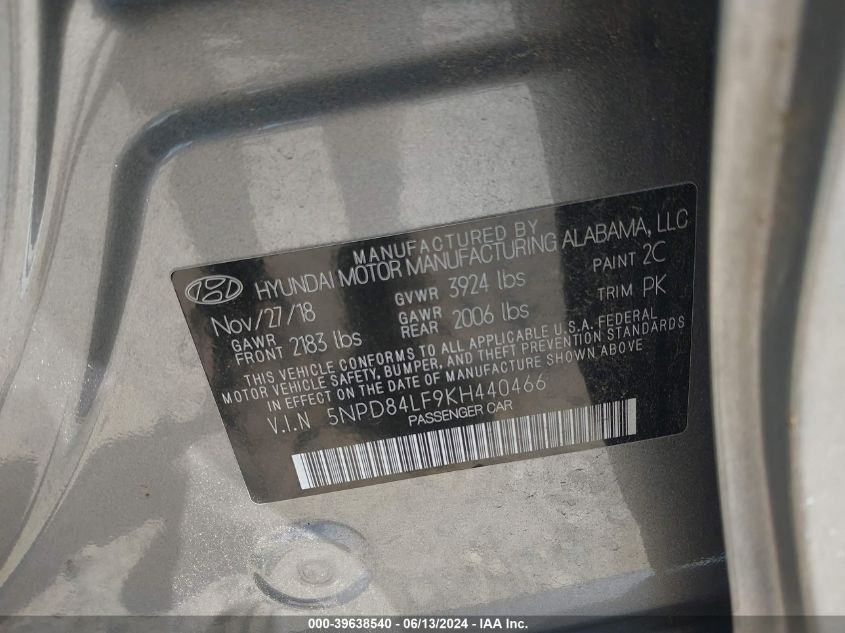 MANUFACTURED BY
HYUNDAI MOTOR MANUFACTURING ALABAMA, LLC
Nov/27/18 GVWR 3924 lbs PAINT 2C
GAWR FRONT 2183 lbs GAWR REAR 2006 lbs TRIM PK
THIS VEHICLE CONFORMS TO ALL APPLICABLE U.S.A. FEDERAL
MOTOR VEHICLE SAFETY, BUMPER, AND THEFT PREVENTION STANDARDS
IN EFFECT ON THE DATE OF MANUFACTURE SHOWN ABOVE
V.I.N 5NPD84LF9KH440466
PASSENGER CAR
000-39638540 - 06/13/2024 - IAA Inc.